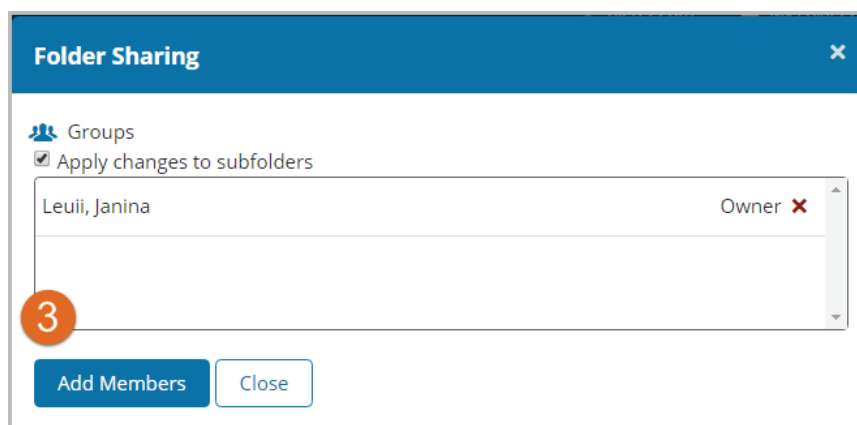 Folder Sharing ×
Groups
Apply changes to subfolders
Leuii, Janina Owner
3
Add Members Close